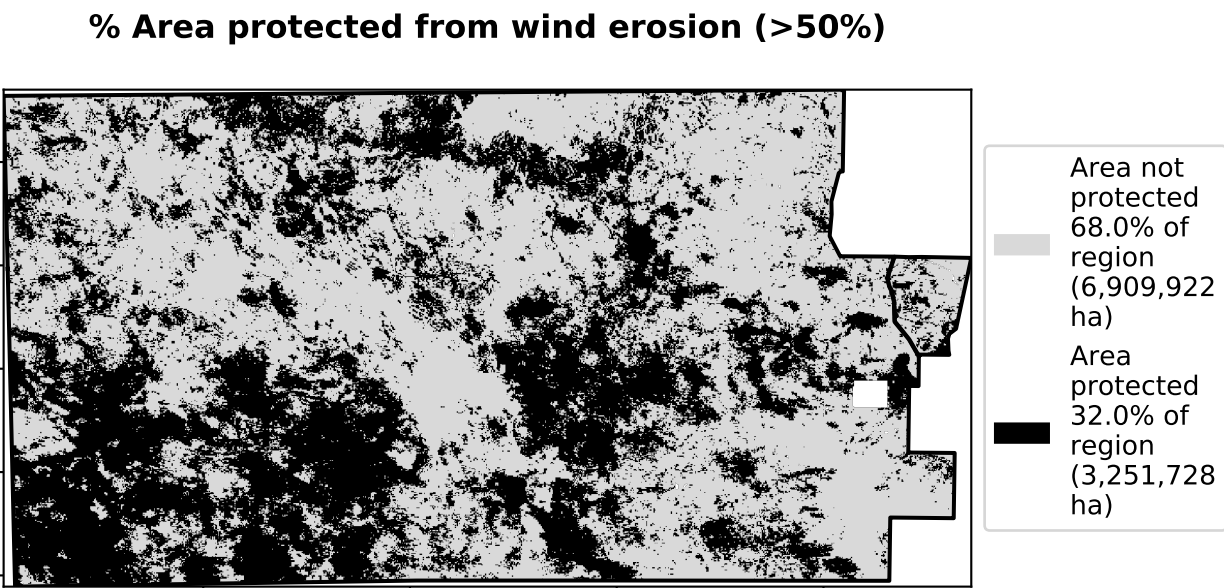 % Area protected from wind erosion (>50%)
Area not
protected
68.0% of
region
(6,909,922
ha)
Area
protected
32.0% of
region
(3,251,728
ha)